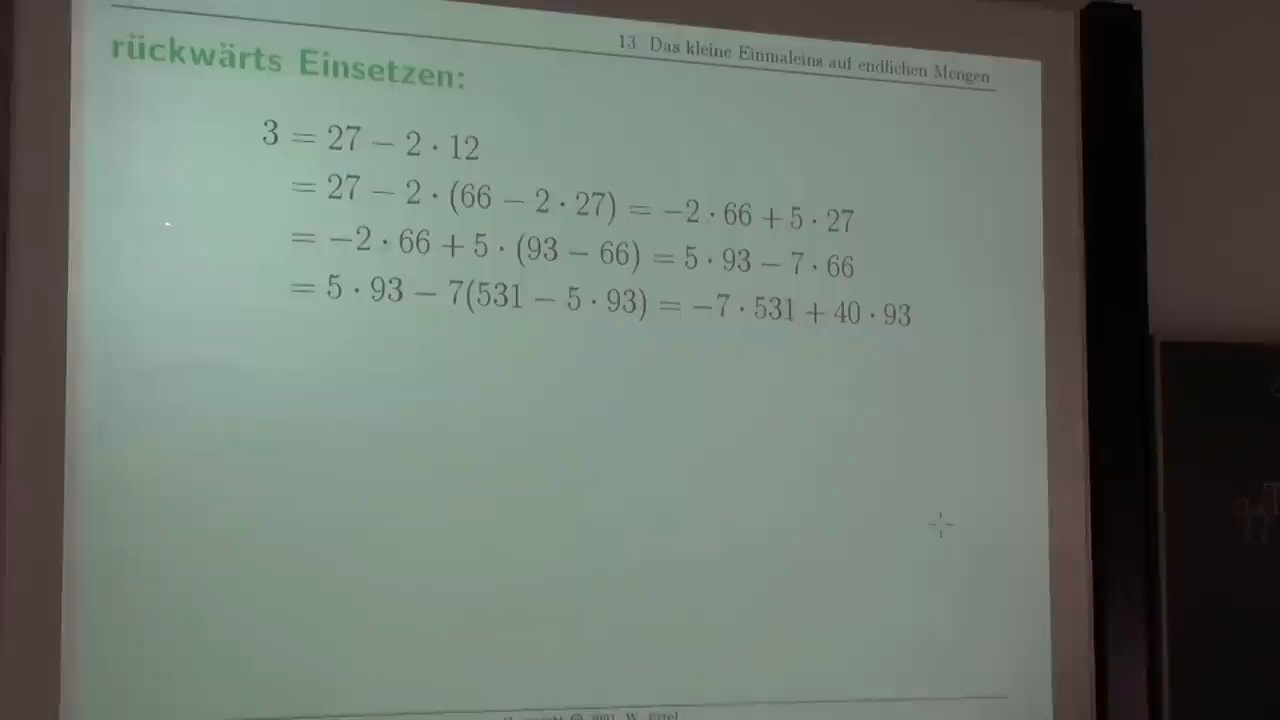 13 Das kleine Einmaleins auf endlichen Mengen
rückwärts Einsetzen:
3 = 27 − 2 · 12
= 27 − 2 · (66 − 2 · 27) = −2 · 66 + 5 · 27
= −2 · 66 + 5 · (93 − 66) = 5 · 93 − 7 · 66
= 5 · 93 − 7(531 − 5 · 93) = −7 · 531 + 40 · 93
W. Ertel